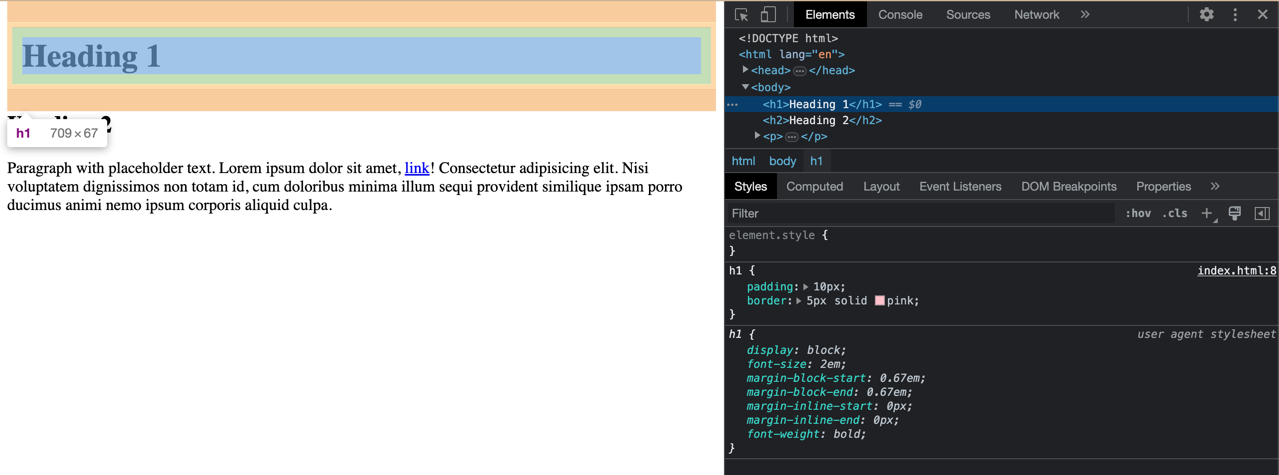 Heading 1
2
h1 709 × 67
Paragraph with placeholder text. Lorem ipsum dolor sit amet, link! Consectetur adipisicing elit. Nisi
voluptatem dignissimos non totam id, cum doloribus minima illum sequi provident similique ipsam porro
ducimus animi nemo ipsum corporis aliquid culpa.
Elements Console Sources Network »
<!DOCTYPE html>
<html lang="en">
<head>…</head>
<body>
<h1>Heading 1</h1> == $0
<h2>Heading 2</h2>
<p>…</p>
html body h1
Styles Computed Layout Event Listeners DOM Breakpoints Properties »
Filter :hov .cls
element.style {
}
h1 { index.html:8
padding: 10px;
border: 5px solid pink;
}
h1 { user agent stylesheet
display: block;
font-size: 2em;
margin-block-start: 0.67em;
margin-block-end: 0.67em;
margin-inline-start: 0px;
margin-inline-end: 0px;
font-weight: bold;
}